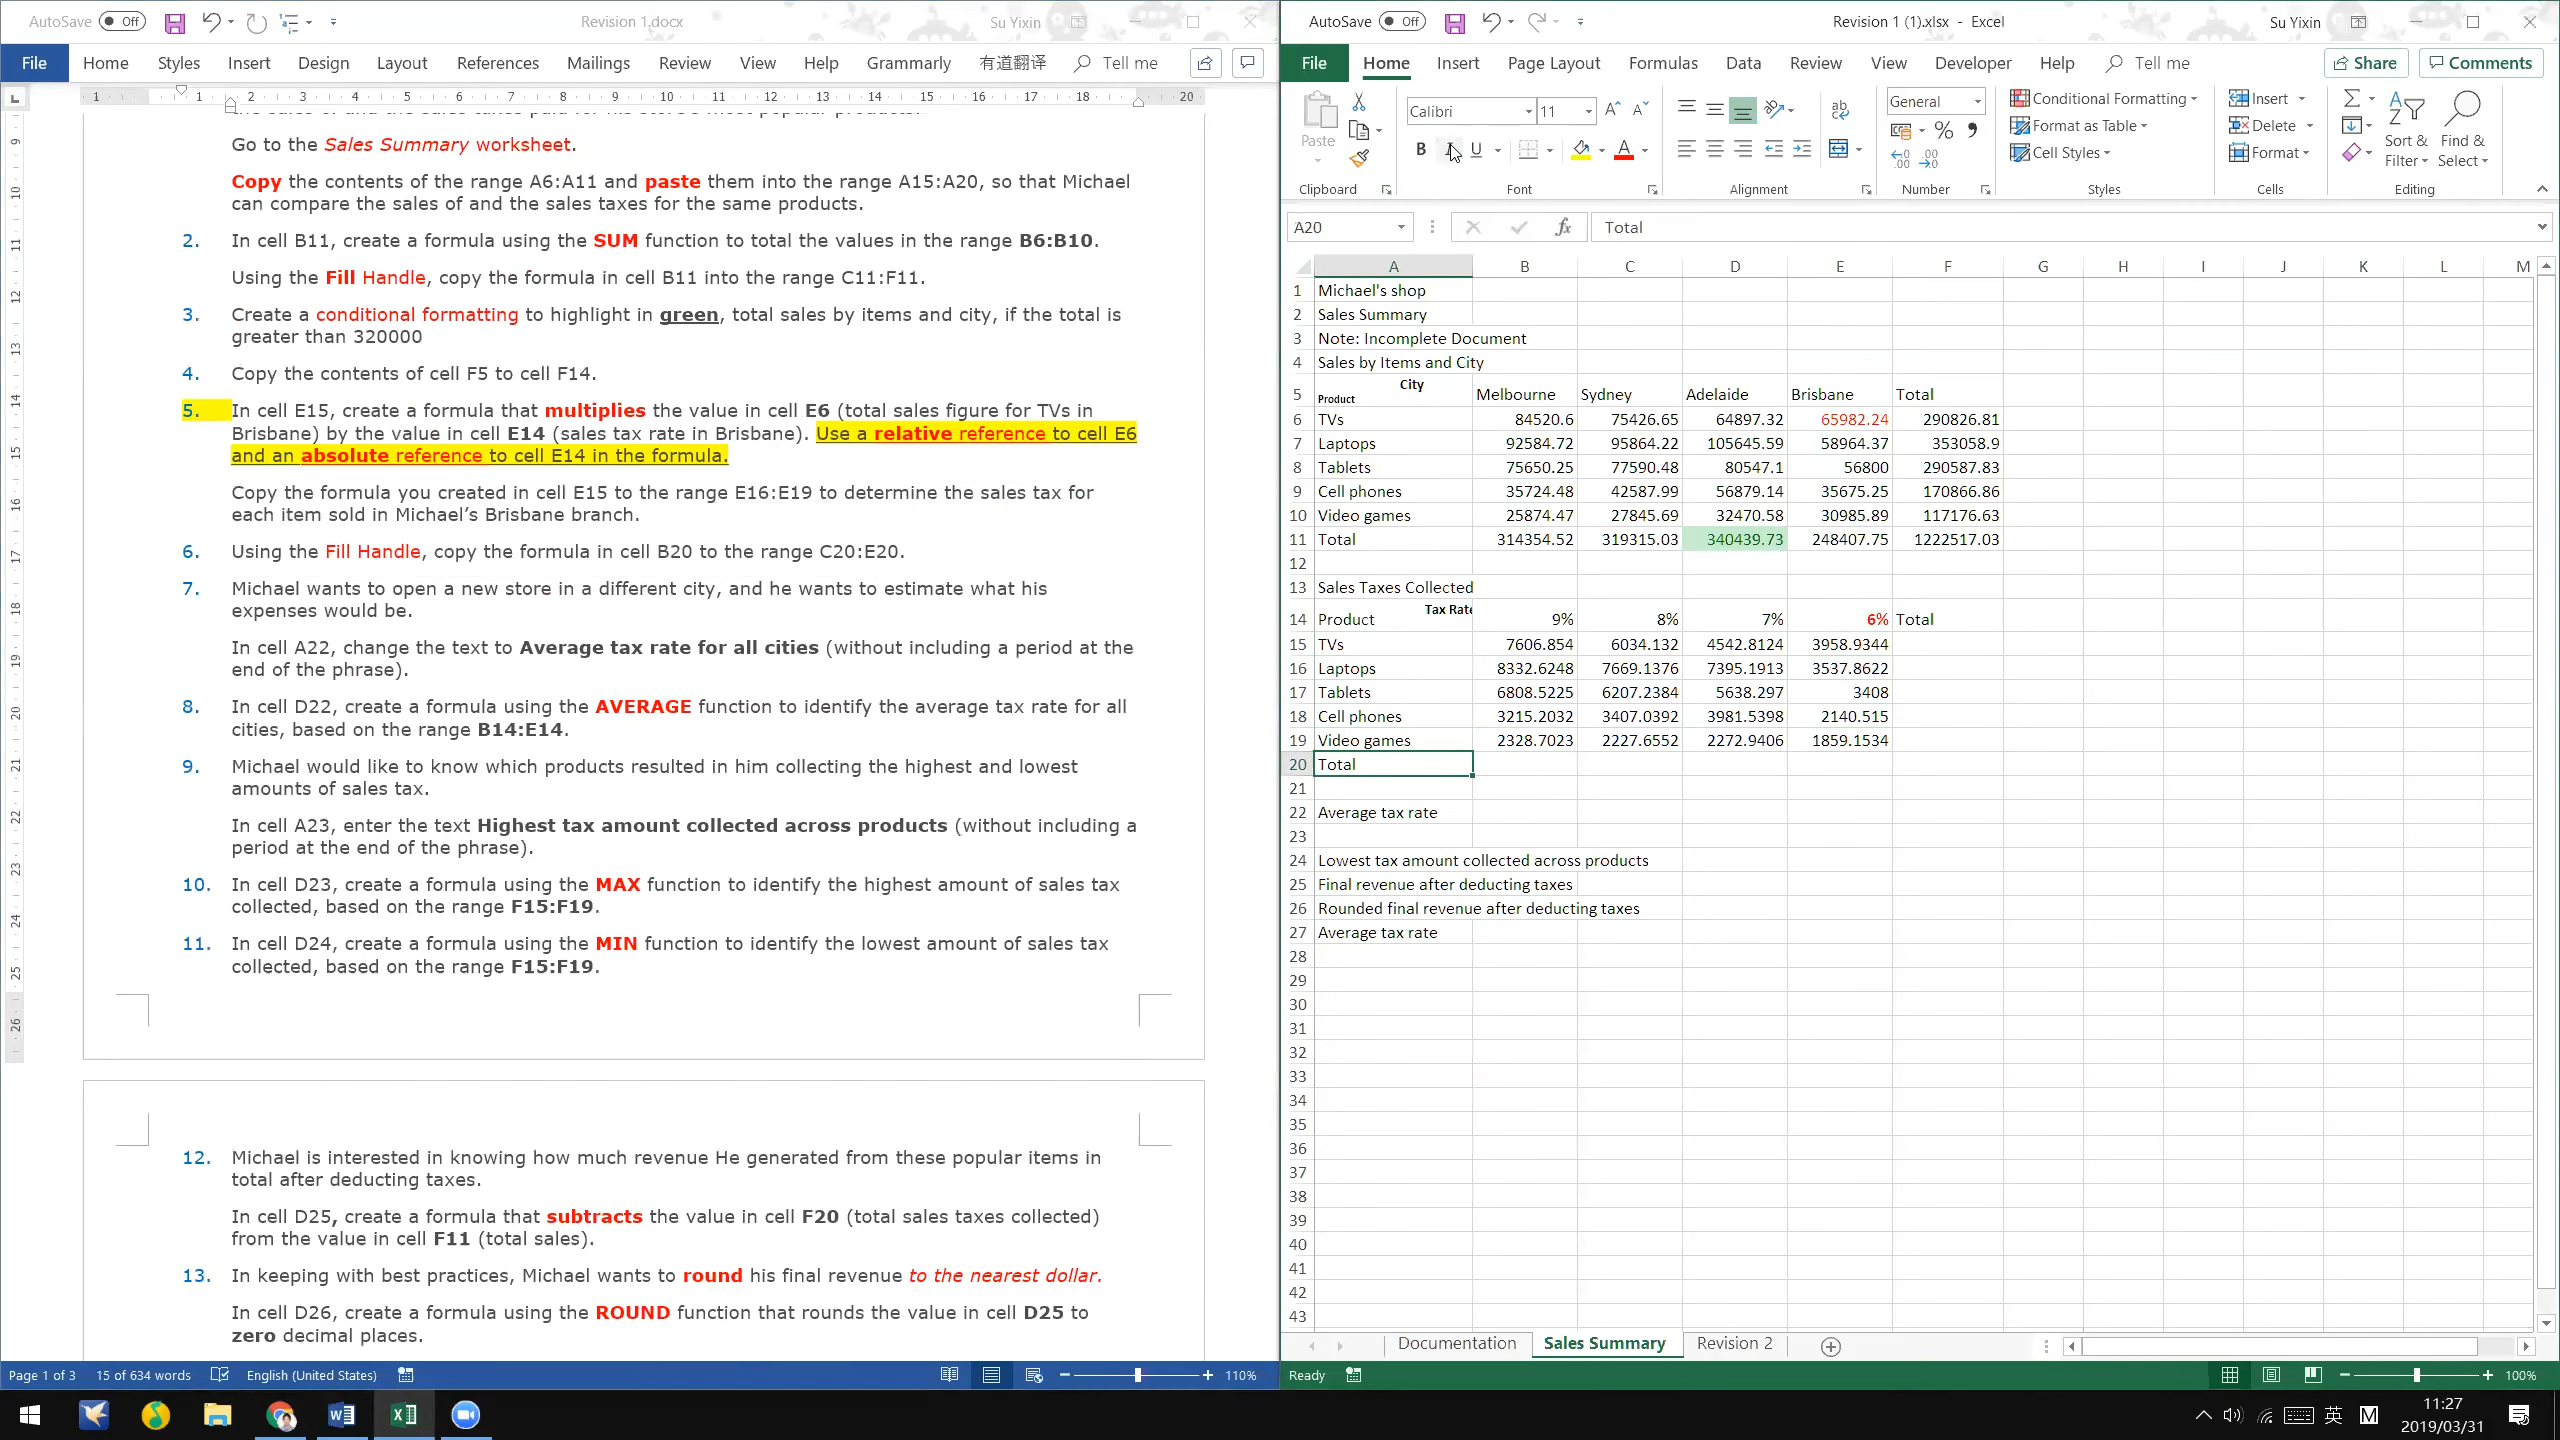 AutoSave Off
Revision 1.docx
Su Yixin
File Home Styles Insert Design Layout References Mailings Review View Help Grammarly 有道翻译 Tell me
Go to the Sales Summary worksheet.
Copy the contents of the range A6:A11 and paste them into the range A15:A20, so that Michael
can compare the sales of and the sales taxes for the same products.
2. In cell B11, create a formula using the SUM function to total the values in the range B6:B10.
Using the Fill Handle, copy the formula in cell B11 into the range C11:F11.
3. Create a conditional formatting to highlight in green, total sales by items and city, if the total is
greater than 320000
4. Copy the contents of cell F5 to cell F14.
5. In cell E15, create a formula that multiplies the value in cell E6 (total sales figure for TVs in
Brisbane) by the value in cell E14 (sales tax rate in Brisbane). Use a relative reference to cell E6
and an absolute reference to cell E14 in the formula.
Copy the formula you created in cell E15 to the range E16:E19 to determine the sales tax for
each item sold in Michael’s Brisbane branch.
6. Using the Fill Handle, copy the formula in cell B20 to the range C20:E20.
7. Michael wants to open a new store in a different city, and he wants to estimate what his
expenses would be.
In cell A22, change the text to Average tax rate for all cities (without including a period at the
end of the phrase).
8. In cell D22, create a formula using the AVERAGE function to identify the average tax rate for all
cities, based on the range B14:E14.
9. Michael would like to know which products resulted in him collecting the highest and lowest
amounts of sales tax.
In cell A23, enter the text Highest tax amount collected across products (without including a
period at the end of the phrase).
10. In cell D23, create a formula using the MAX function to identify the highest amount of sales tax
collected, based on the range F15:F19.
11. In cell D24, create a formula using the MIN function to identify the lowest amount of sales tax
collected, based on the range F15:F19.
12. Michael is interested in knowing how much revenue He generated from these popular items in
total after deducting taxes.
In cell D25, create a formula that subtracts the value in cell F20 (total sales taxes collected)
from the value in cell F11 (total sales).
13. In keeping with best practices, Michael wants to round his final revenue to the nearest dollar.
In cell D26, create a formula using the ROUND function that rounds the value in cell D25 to
zero decimal places.
Page 1 of 3 15 of 634 words English (United States) 110%
AutoSave Off
Revision 1 (1).xlsx - Excel
Su Yixin
File Home Insert Page Layout Formulas Data Review View Developer Help Tell me Share Comments
Paste
Clipboard
Calibri 11
B I U
Font
Alignment
General
Number
Conditional Formatting
Format as Table
Cell Styles
Styles
Insert
Delete
Format
Cells
Sort &
Filter
Find &
Select
Editing
A20 fx Total
A B C D E F G H I J K L M
1 Michael's shop
2 Sales Summary
3 Note: Incomplete Document
4 Sales by Items and City
5 Product City Melbourne Sydney Adelaide Brisbane Total
6 TVs 84520.6 75426.65 64897.32 65982.24 290826.81
7 Laptops 92584.72 95864.22 105645.59 58964.37 353058.9
8 Tablets 75650.25 77590.48 80547.1 56800 290587.83
9 Cell phones 35724.48 42587.99 56879.14 35675.25 170866.86
10 Video games 25874.47 27845.69 32470.58 30985.89 117176.63
11 Total 314354.52 319315.03 340439.73 248407.75 1222517.03
12
13 Sales Taxes Collected
14 Product Tax Rate 9% 8% 7% 6% Total
15 TVs 7606.854 6034.132 4542.8124 3958.9344
16 Laptops 8332.6248 7669.1376 7395.1913 3537.8622
17 Tablets 6808.5225 6207.2384 5638.297 3408
18 Cell phones 3215.2032 3407.0392 3981.5398 2140.515
19 Video games 2328.7023 2227.6552 2272.9406 1859.1534
20 Total
21
22 Average tax rate
23
24 Lowest tax amount collected across products
25 Final revenue after deducting taxes
26 Rounded final revenue after deducting taxes
27 Average tax rate
28
29
30
31
32
33
34
35
36
37
38
39
40
41
42
43
Documentation Sales Summary Revision 2
Ready 100%
英 M
11:27
2019/03/31